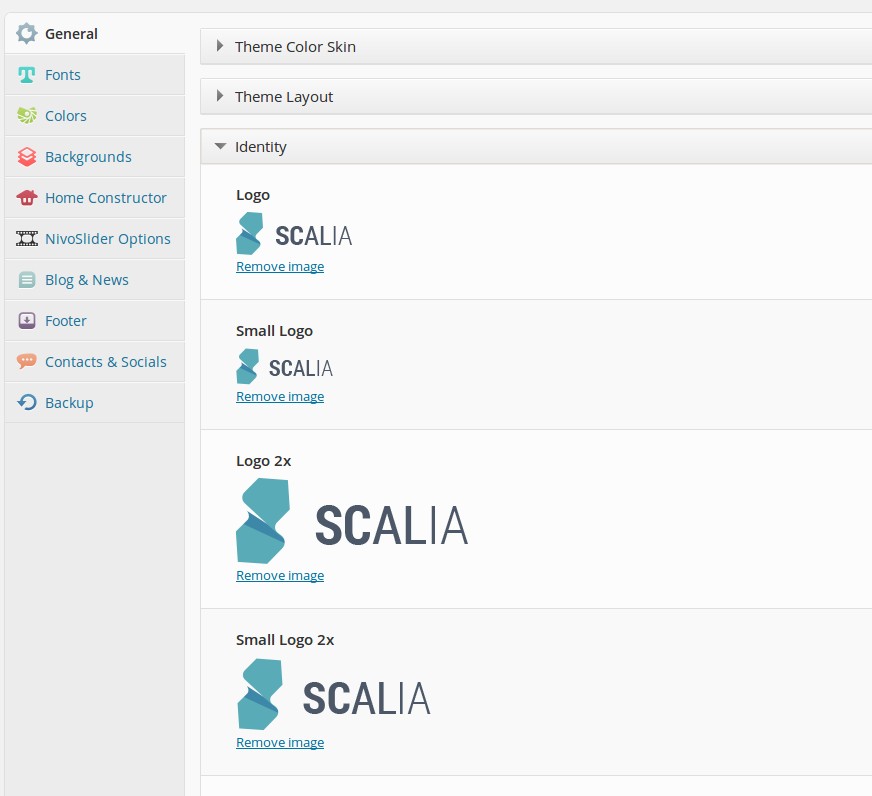 General
Fonts
Colors
Backgrounds
Home Constructor
NivoSlider Options
Blog & News
Footer
Contacts & Socials
Backup
Theme Color Skin
Theme Layout
Identity
Logo
SCALIA
Remove image
Small Logo
SCALIA
Remove image
Logo 2x
SCALIA
Remove image
Small Logo 2x
SCALIA
Remove image